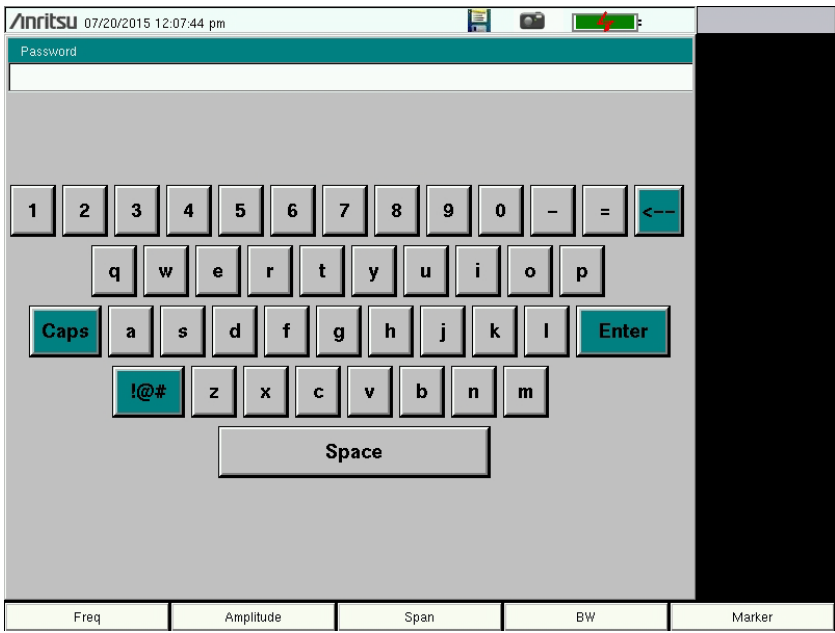 Anritsu 07/20/2015 12:07:44 pm
Password
1 2 3 4 5 6 7 8 9 0 – = <--
q w e r t y u i o p
Caps a s d f g h j k l Enter
!@# z x c v b n m
Space
Freq Amplitude Span BW Marker